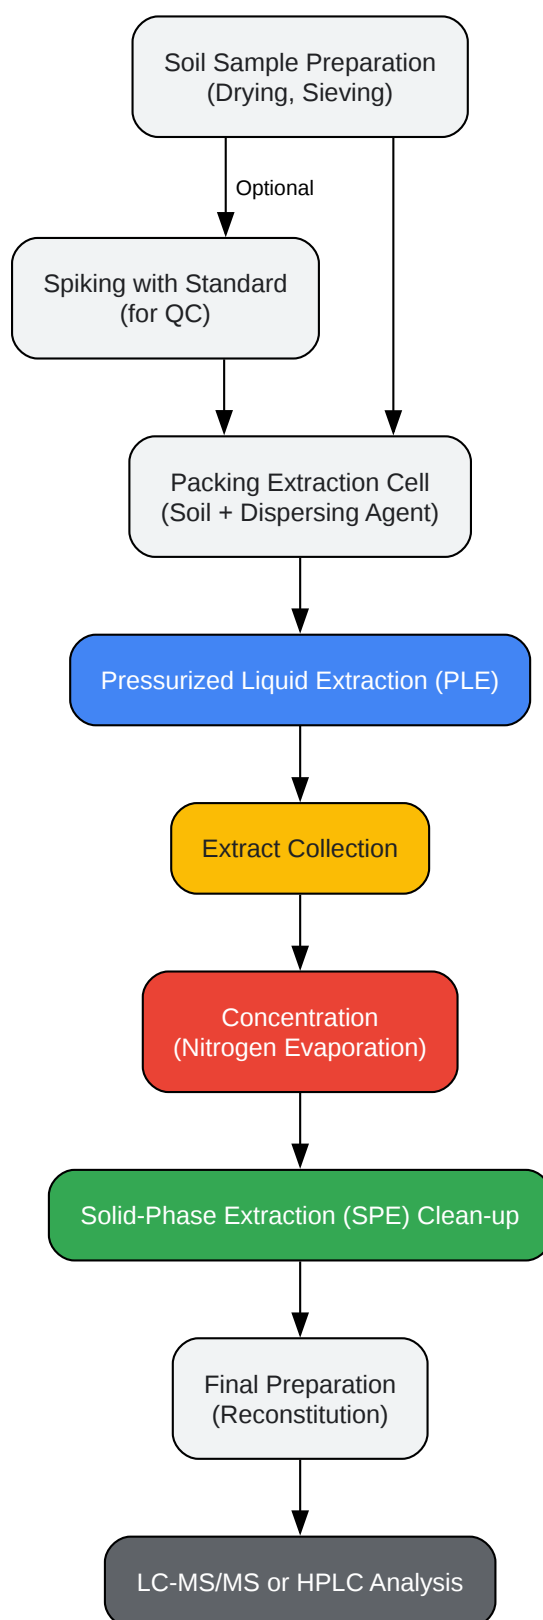 Soil Sample Preparation
(Drying, Sieving)
Optional
Spiking with Standard
(for QC)
Packing Extraction Cell
(Soil + Dispersing Agent)
Pressurized Liquid Extraction (PLE)
Extract Collection
Concentration
(Nitrogen Evaporation)
Solid-Phase Extraction (SPE) Clean-up
Final Preparation
(Reconstitution)
LC-MS/MS or HPLC Analysis